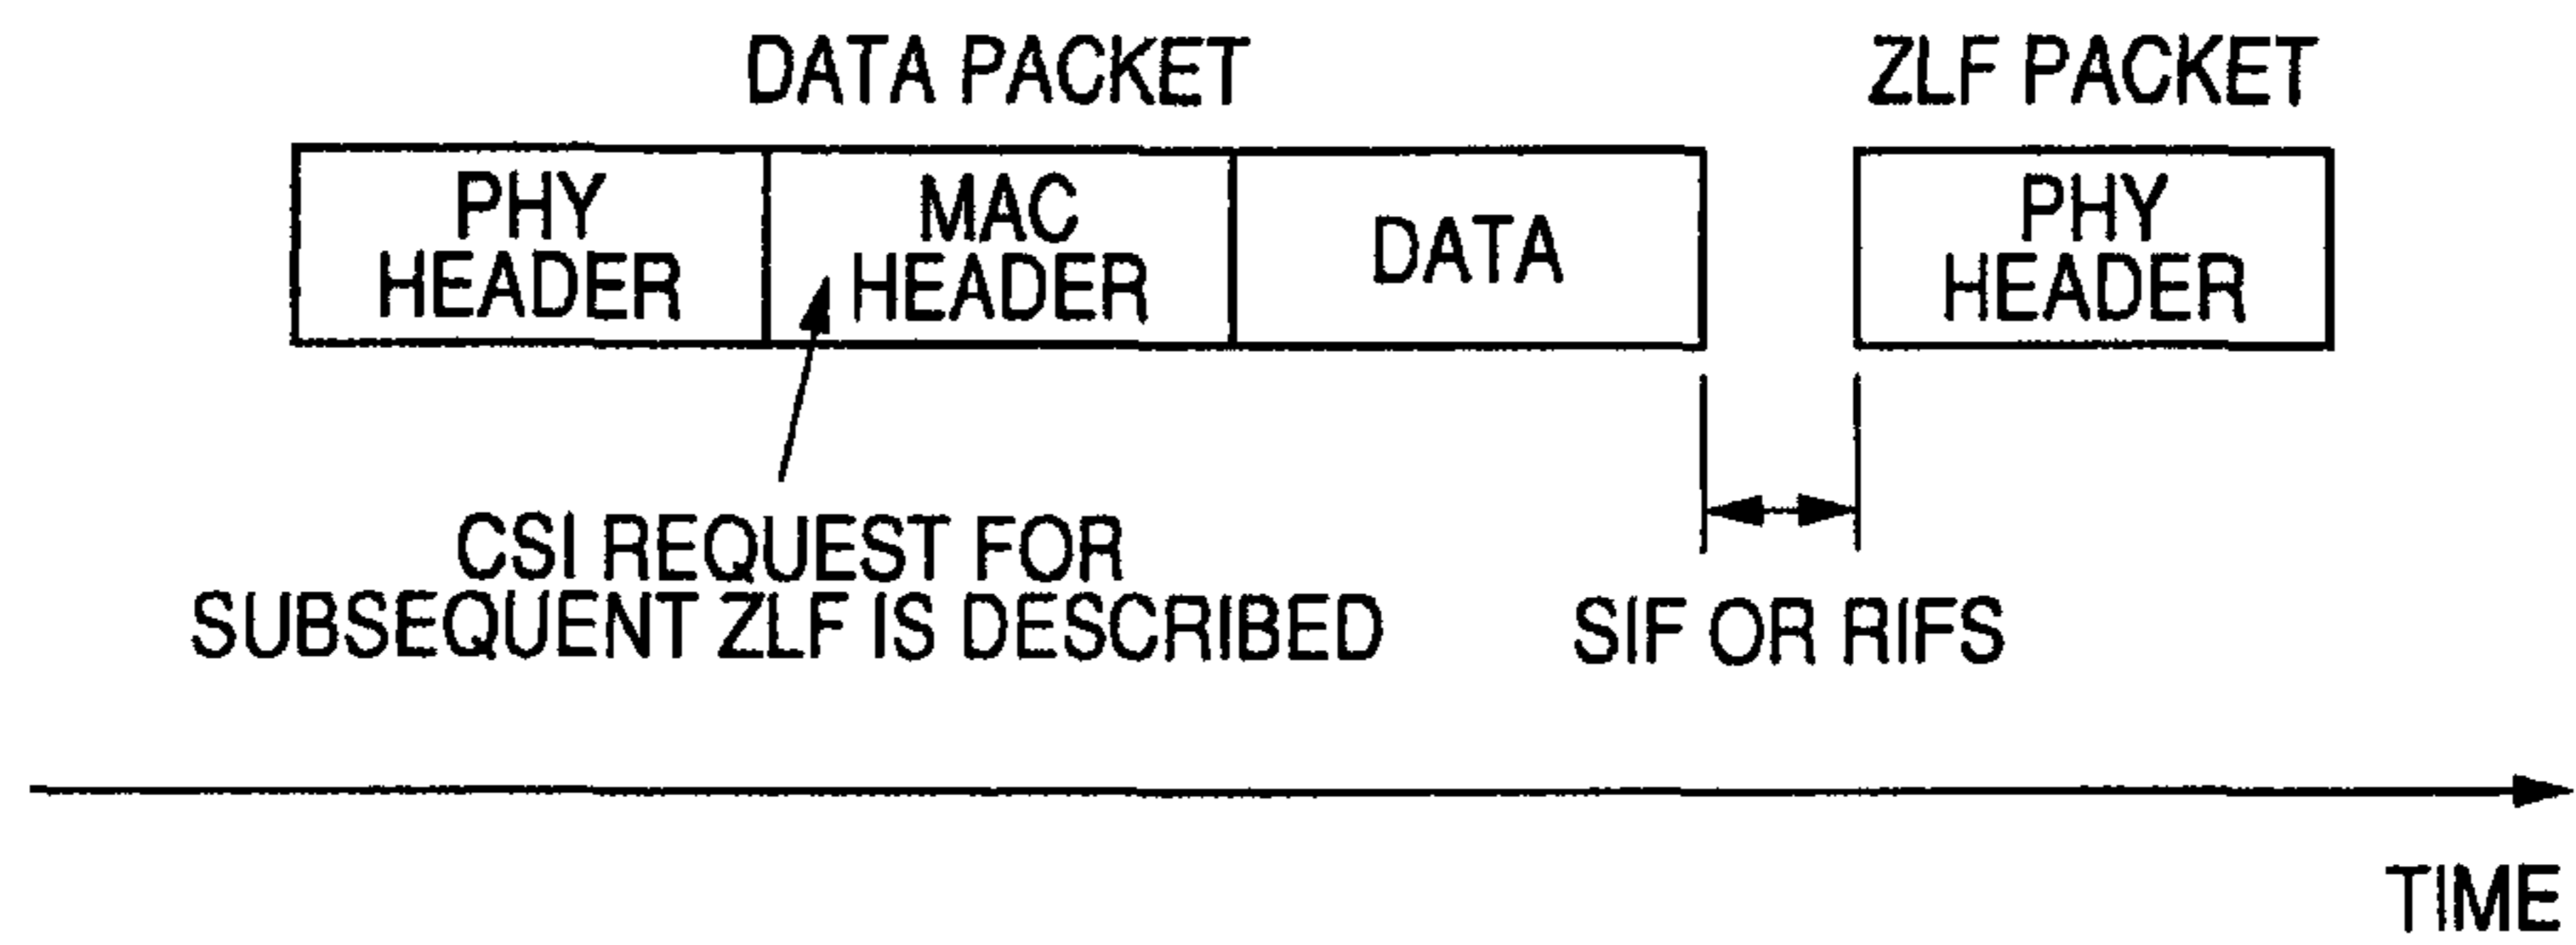 DATA PACKET
ZLF PACKET
PHY
HEADER
MAC
HEADER
DATA
PHY
HEADER
CSI REQUEST FOR
SUBSEQUENT ZLF IS DESCRIBED
SIF OR RIFS
TIME